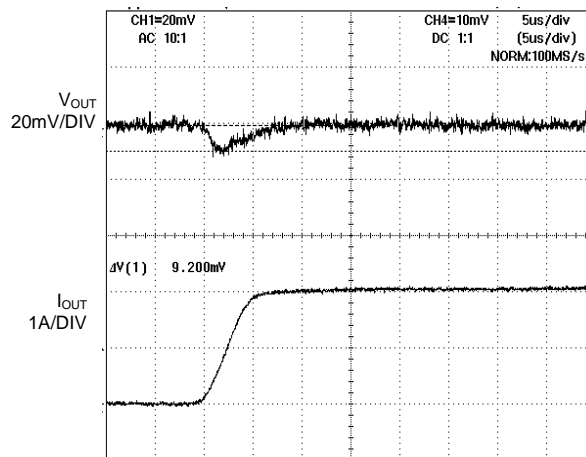 CH1=20mV
AC 10:1
CH4=10mV
DC 1:1
5us/div
(5us/div)
NORM:100MS/s
VOUT
20mV/DIV
ΔV(1) 9.200mV
IOUT
1A/DIV